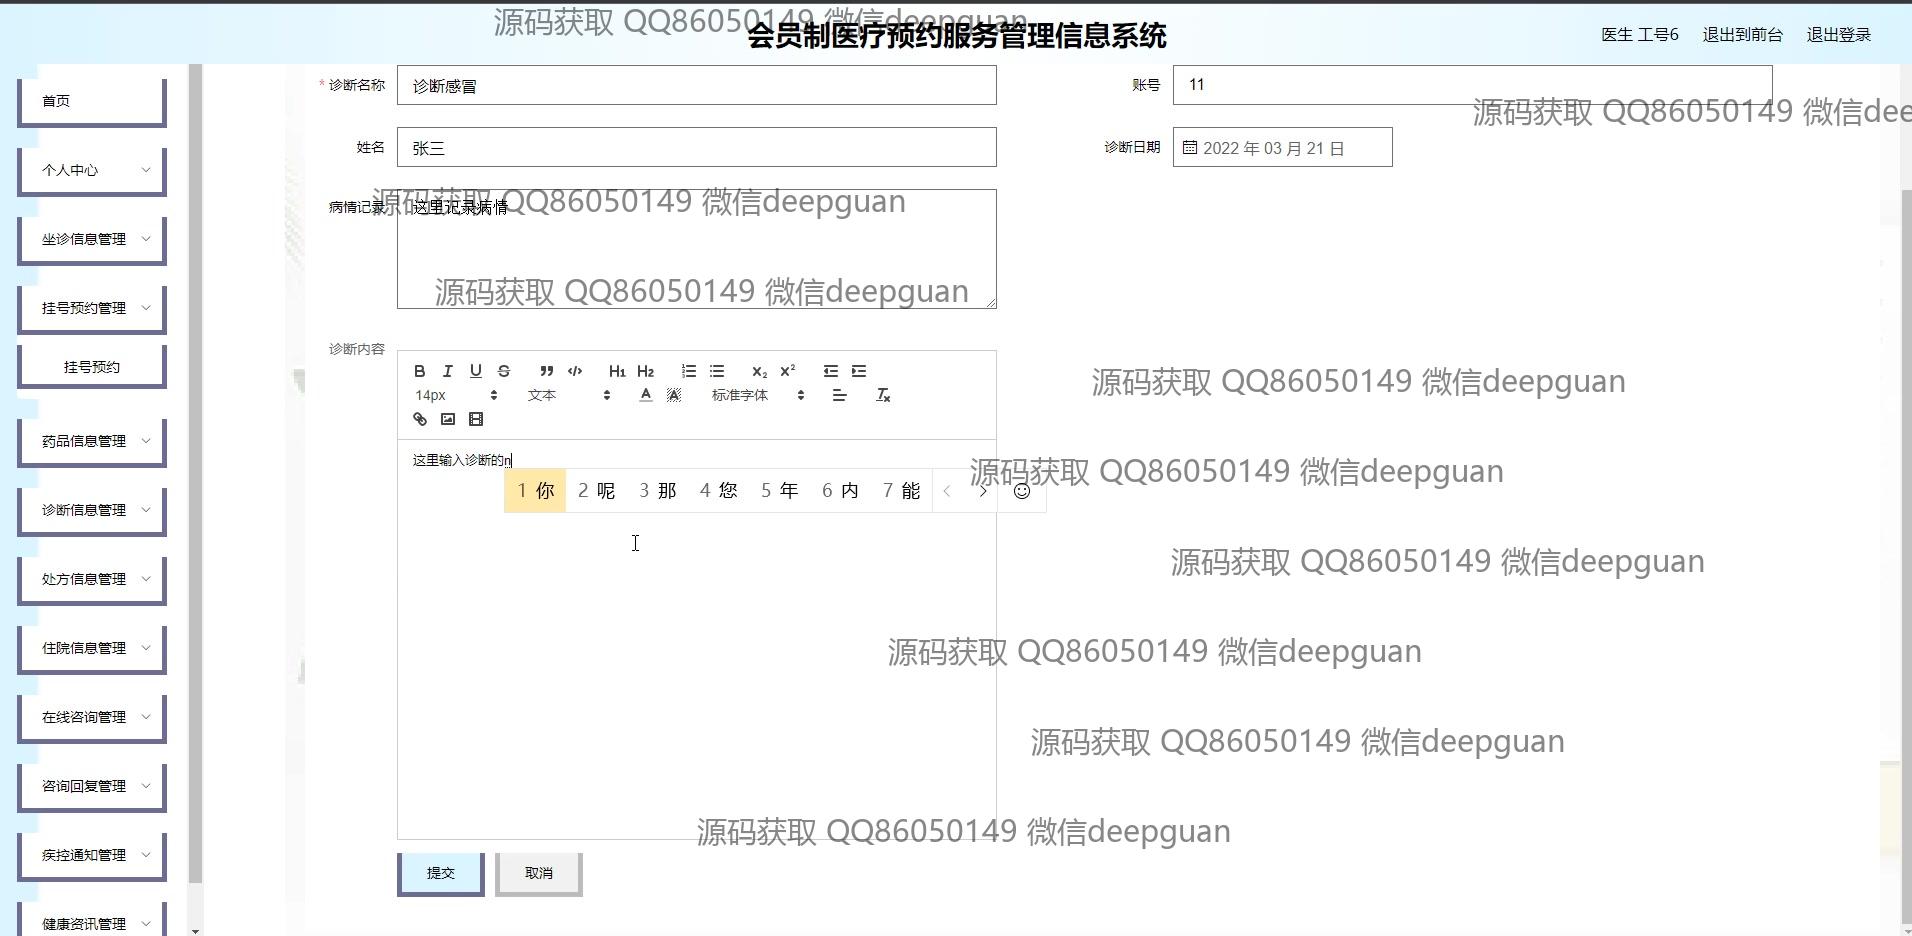 源码获取 QQ86050149 微信deepguan
会员制医疗预约服务管理信息系统
医生 工号6 退出到前台 退出登录
首页
个人中心
坐诊信息管理
挂号预约管理
挂号预约
药品信息管理
诊断信息管理
处方信息管理
住院信息管理
在线咨询管理
咨询回复管理
疾控通知管理
健康资讯管理
* 诊断名称 诊断感冒
账号 11
源码获取 QQ86050149 微信dee
姓名 张三
诊断日期 2022 年 03 月 21 日
病情记录 这里记录病情
源码获取 QQ86050149 微信deepguan
源码获取 QQ86050149 微信deepguan
诊断内容
B I U S H1 H2 x2 x2
14px 文本 A A 标准字体 Tx
源码获取 QQ86050149 微信deepguan
这里输入诊断的n
源码获取 QQ86050149 微信deepguan
1 你 2 呢 3 那 4 您 5 年 6 内 7 能
源码获取 QQ86050149 微信deepguan
源码获取 QQ86050149 微信deepguan
源码获取 QQ86050149 微信deepguan
源码获取 QQ86050149 微信deepguan
提交 取消